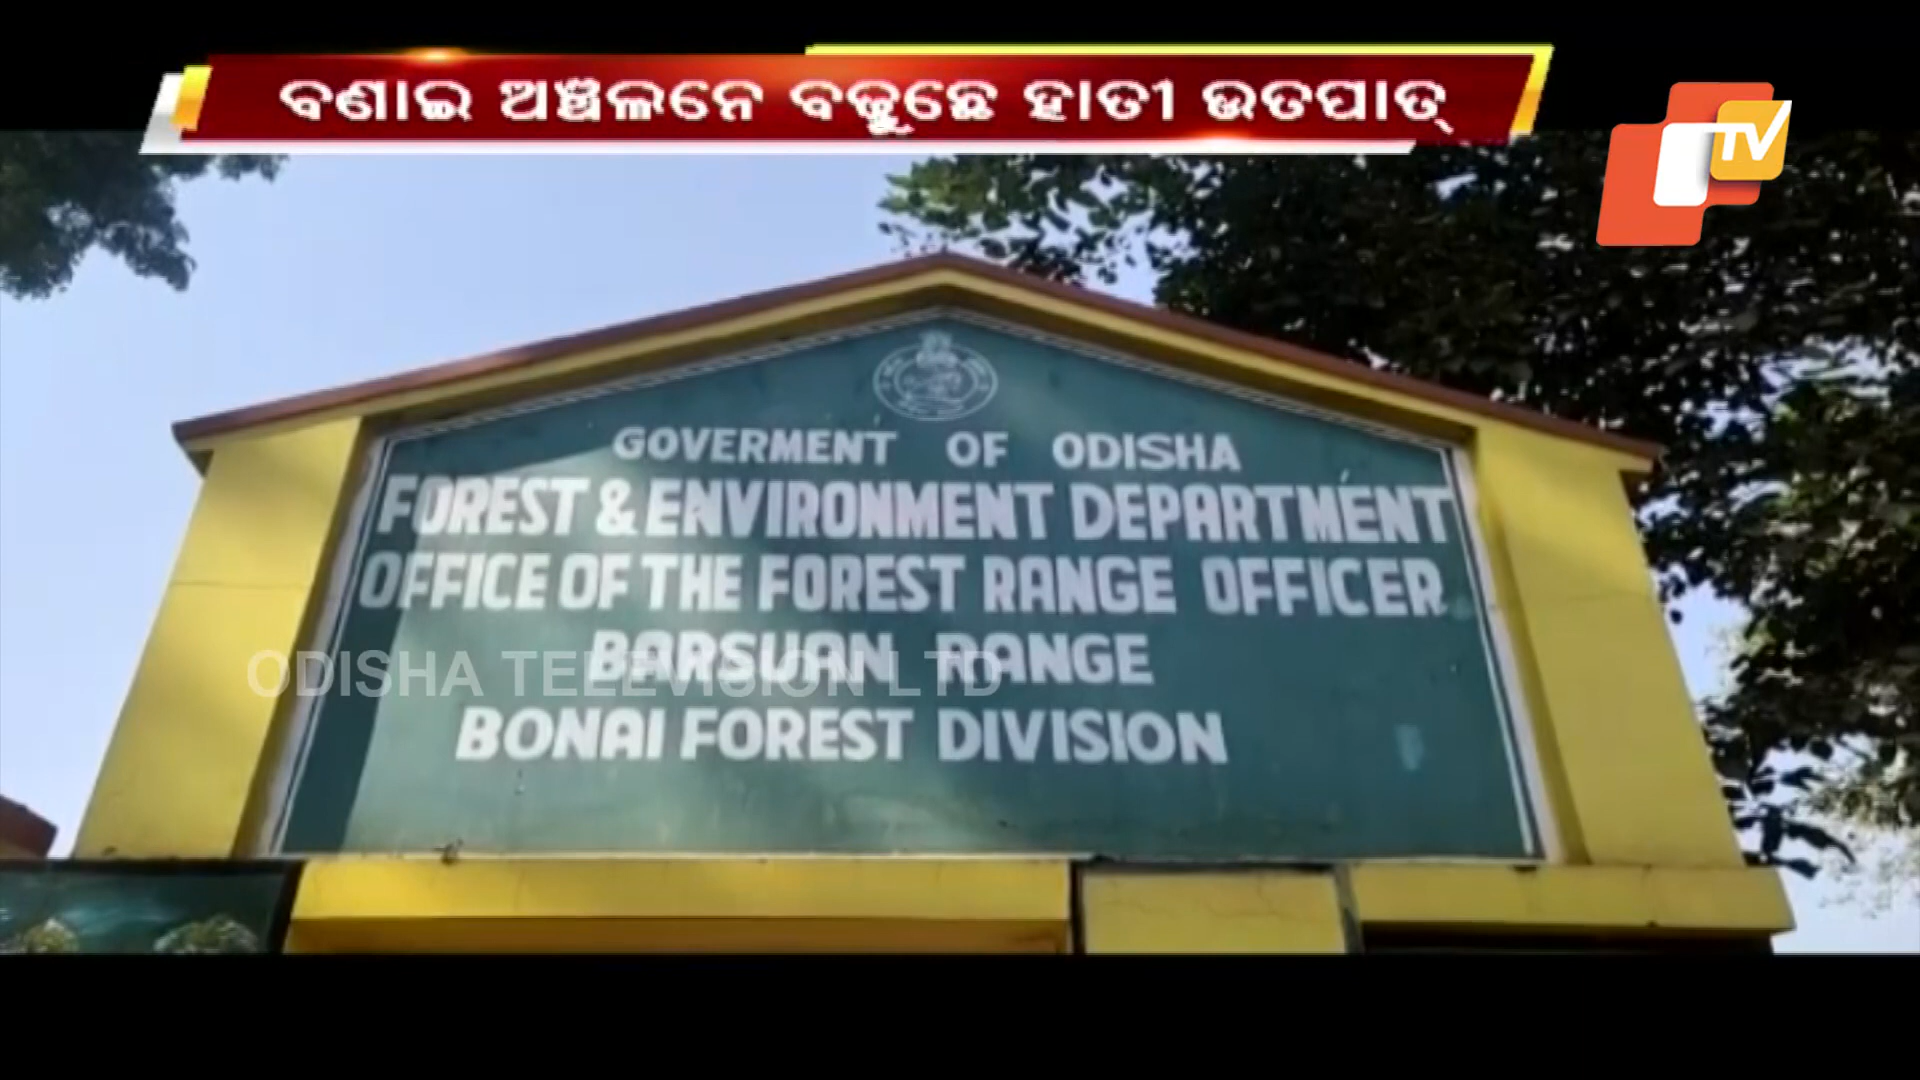 ବଣାଇ ଅଞ୍ଚଳନେ ବଢୁଛେ ହାତୀ ଉତପାତ୍
TV
GOVERMENT OF ODISHA
FOREST & ENVIRONMENT DEPARTMENT
OFFICE OF THE FOREST RANGE OFFICER
BARSUAN RANGE
ODISHA TELEVISION LTD
BONAI FOREST DIVISION